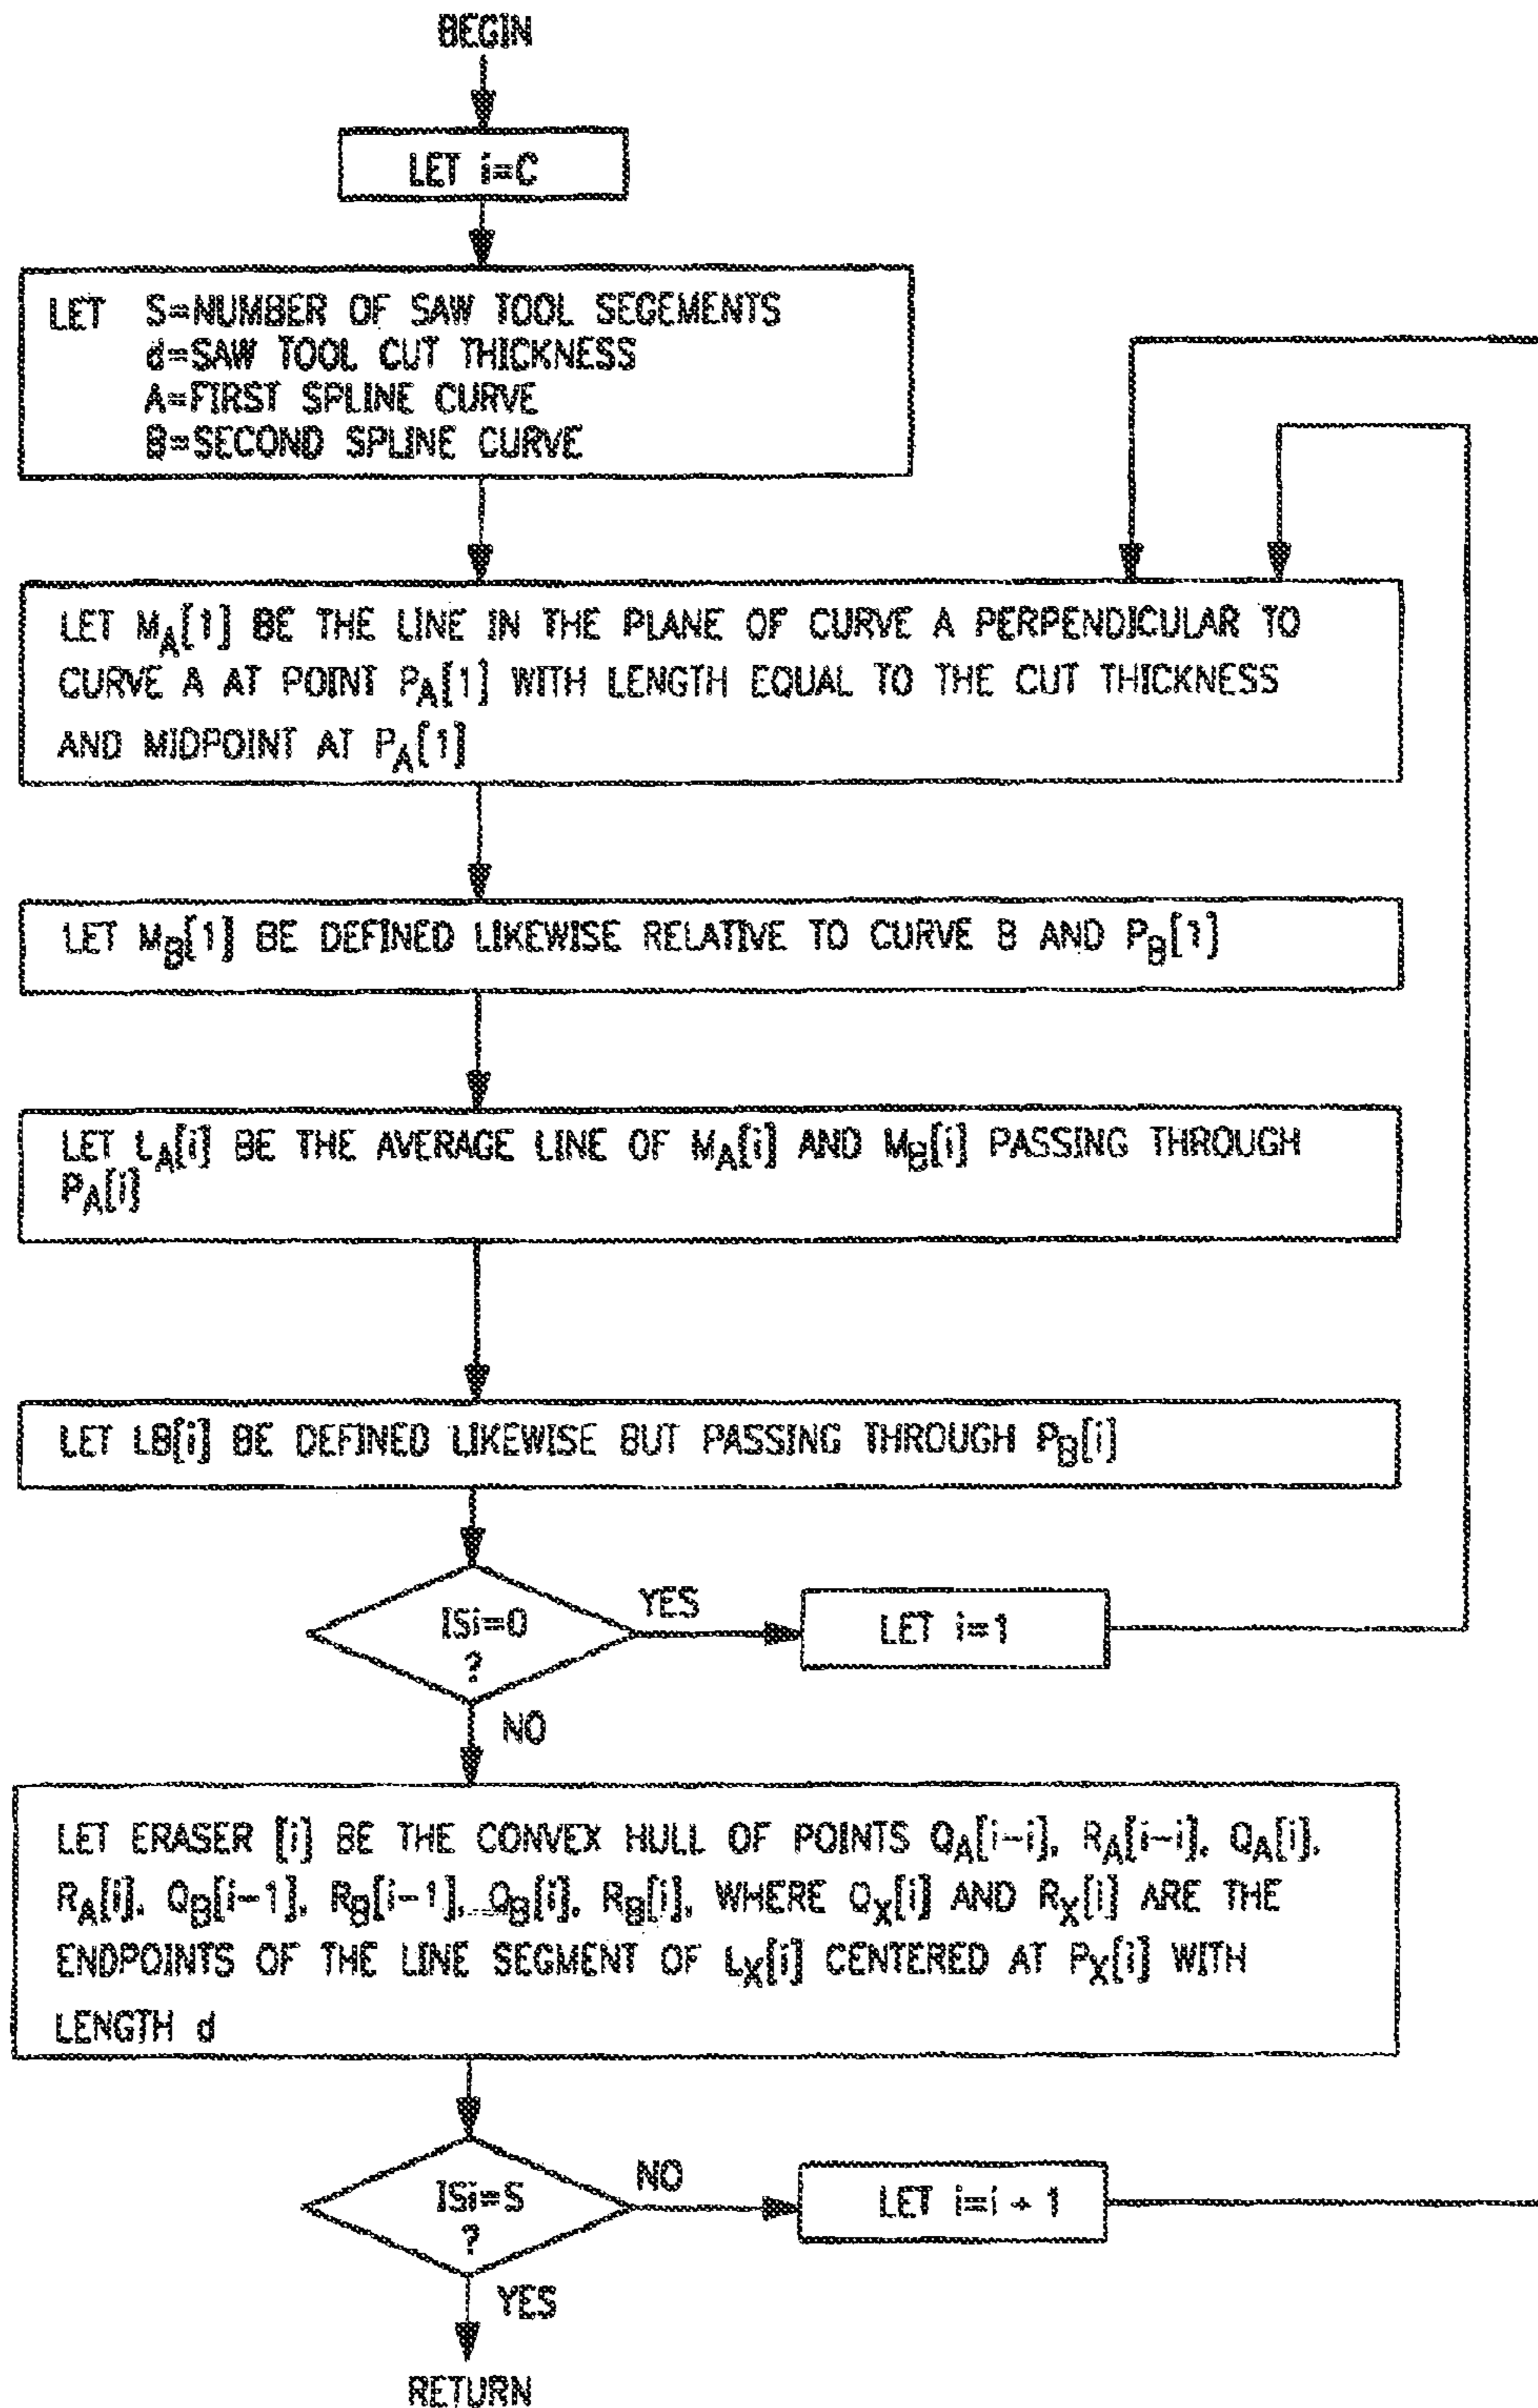 BEGIN
LET i=C
LET S=NUMBER OF SAW TOOL SEGEMENTS
d=SAW TOOL CUT THICKNESS
A=FIRST SPLINE CURVE
B=SECOND SPLINE CURVE
LET MA[1] BE THE LINE IN THE PLANE OF CURVE A PERPENDICULAR TO
CURVE A AT POINT PA[1] WITH LENGTH EQUAL TO THE CUT THICKNESS
AND MIDPOINT AT PA[1]
LET MB[1] BE DEFINED LIKEWISE RELATIVE TO CURVE B AND PB[1]
LET LA[i] BE THE AVERAGE LINE OF MA[i] AND MB[i] PASSING THROUGH
PA[i]
LET LB[i] BE DEFINED LIKEWISE BUT PASSING THROUGH PB[i]
ISi=0
?
YES
LET i=1
NO
LET ERASER [i] BE THE CONVEX HULL OF POINTS QA[i-i], RA[i-i], QA[i],
RA[i], QB[i-1], RB[i-1], QB[i], RB[i], WHERE QX[i] AND RX[i] ARE THE
ENDPOINTS OF THE LINE SEGMENT OF LX[i] CENTERED AT PX[i] WITH
LENGTH d
ISi=S
?
NO
LET i=i + 1
YES
RETURN